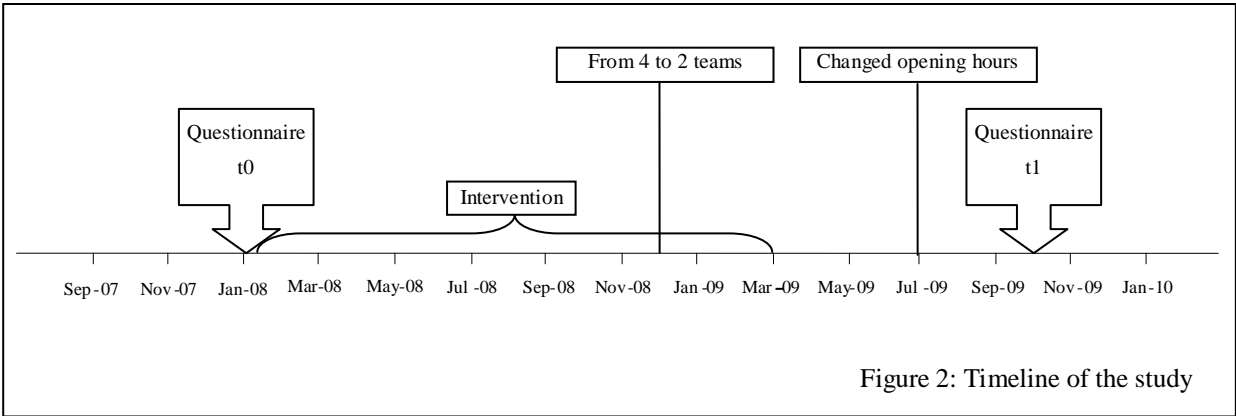 From 4 to 2 teams
Changed opening hours
Questionnaire
t0
Questionnaire
t1
Intervention
Sep-07 Nov-07 Jan-08 Mar-08 May-08 Jul-08 Sep-08 Nov-08 Jan-09 Mar-09 May-09 Jul-09 Sep-09 Nov-09 Jan-10
Figure 2: Timeline of the study